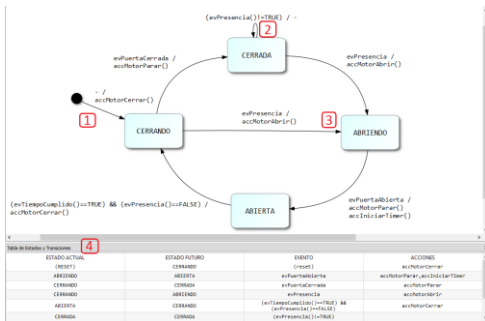 (evPresencia()!=TRUE) / -
2
CERRADA
evPuertaCerrada /
accMotorParar()
evPresencia /
accMotorAbrir()
- /
accMotorCerrar()
1
CERRANDO
evPresencia /
accMotorAbrir()
3
ABRIENDO
(evTiempoCumplido()==TRUE) && (evPresencia()==FALSE) /
accMotorCerrar()
ABIERTA
evPuertaAbierta /
accMotorParar()
accIniciarTimer()
Tabla de Estados y Transiciones
4
ESTADO ACTUAL ESTADO FUTURO EVENTO ACCIONES
(RESET) CERRANDO (reset) accMotorCerrar
ABRIENDO ABIERTA evPuertaAbierta accMotorParar,accIniciarTimer
CERRANDO CERRADA evPuertaCerrada accMotorParar
CERRANDO ABRIENDO evPresencia accMotorAbrir
ABIERTA CERRANDO (evTiempoCumplido()==TRUE) && (evPresencia()==FALSE) accMotorCerrar
CERRADA CERRADA (evPresencia()!=TRUE)